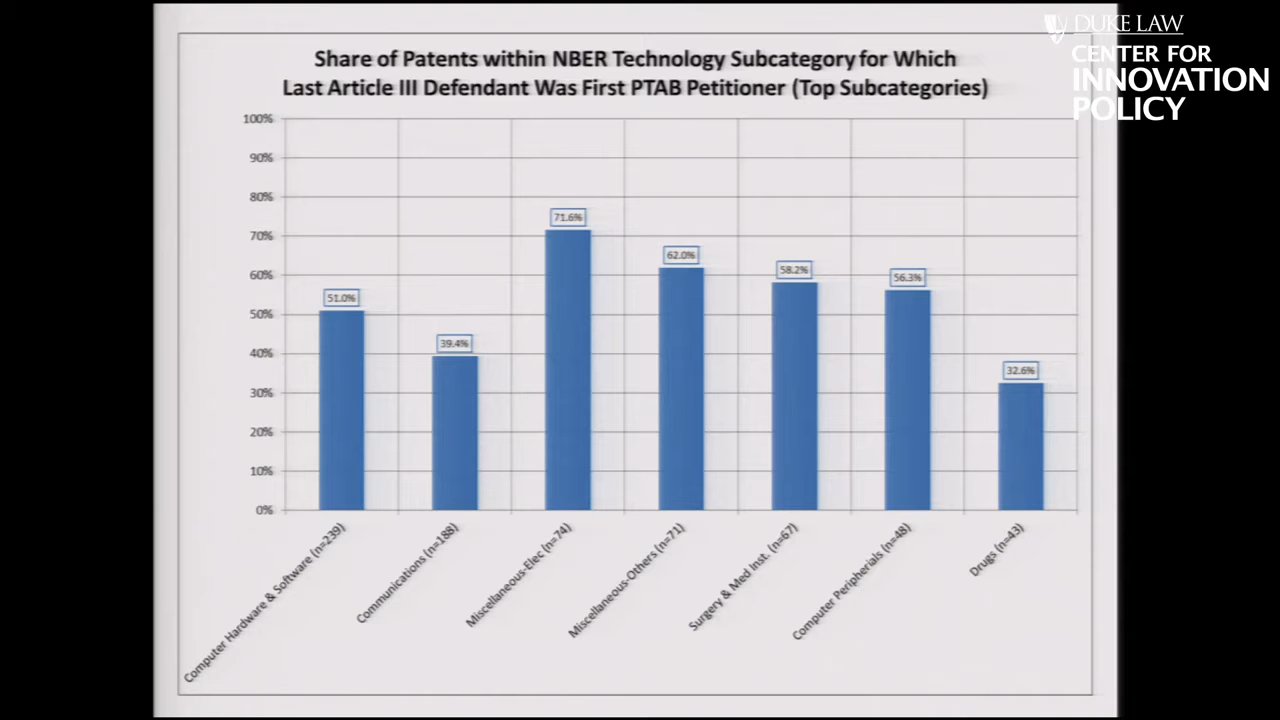 DUKE LAW
CENTER FOR
INNOVATION
POLICY
Share of Patents within NBER Technology Subcategory for Which
Last Article III Defendant Was First PTAB Petitioner (Top Subcategories)
100%
90%
80%
70%
60%
50%
40%
30%
20%
10%
0%
51.0%
39.4%
71.6%
62.0%
58.2%
56.3%
32.6%
Computer Hardware & Software (n=239)
Communications (n=188)
Miscellaneous-Elec (n=74)
Miscellaneous-Others (n=71)
Surgery & Med Inst. (n=67)
Computer Peripherials (n=48)
Drugs (n=43)